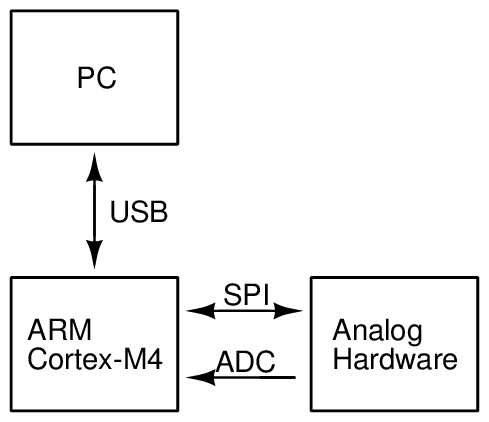 PC
USB
SPI
ARM
Cortex-M4
Analog
Hardware
ADC